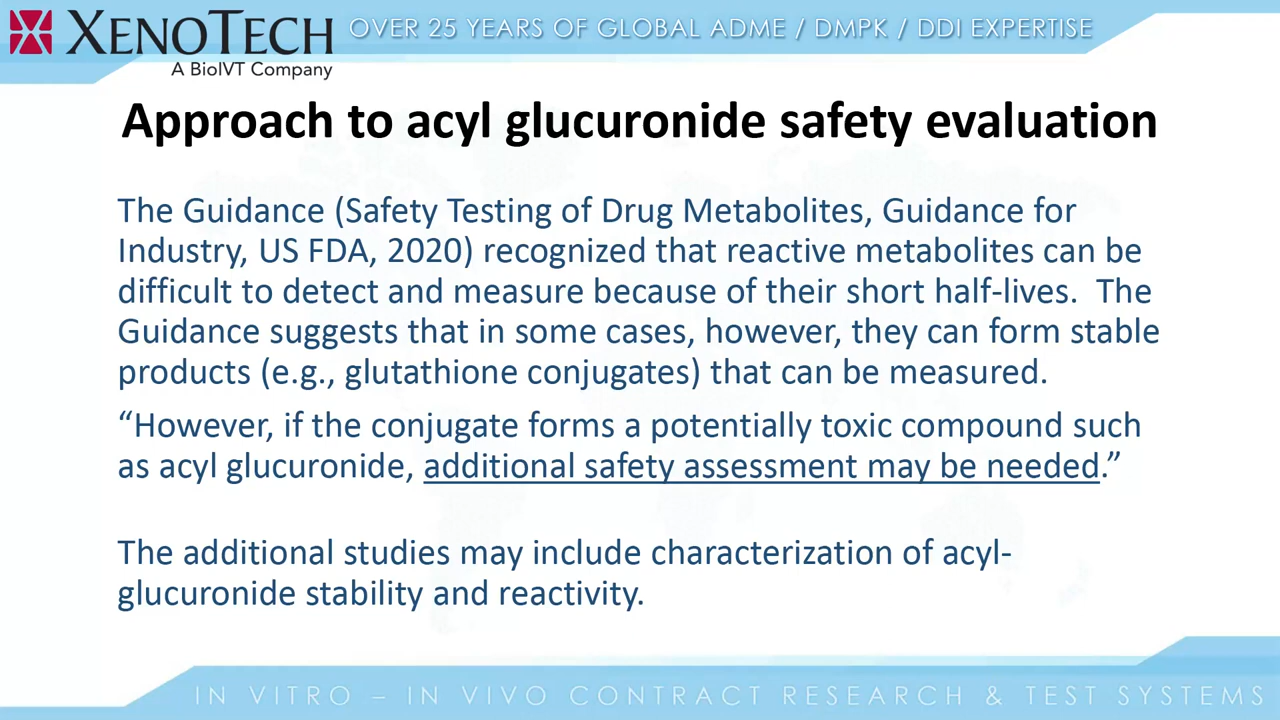 XENOTECH
A BioIVT Company
OVER 25 YEARS OF GLOBAL ADME / DMPK / DDI EXPERTISE
Approach to acyl glucuronide safety evaluation
The Guidance (Safety Testing of Drug Metabolites, Guidance for
Industry, US FDA, 2020) recognized that reactive metabolites can be
difficult to detect and measure because of their short half-lives.  The
Guidance suggests that in some cases, however, they can form stable
products (e.g., glutathione conjugates) that can be measured.
“However, if the conjugate forms a potentially toxic compound such
as acyl glucuronide, additional safety assessment may be needed.”
The additional studies may include characterization of acyl-
glucuronide stability and reactivity.
IN VITRO – IN VIVO CONTRACT RESEARCH & TEST SYSTEMS